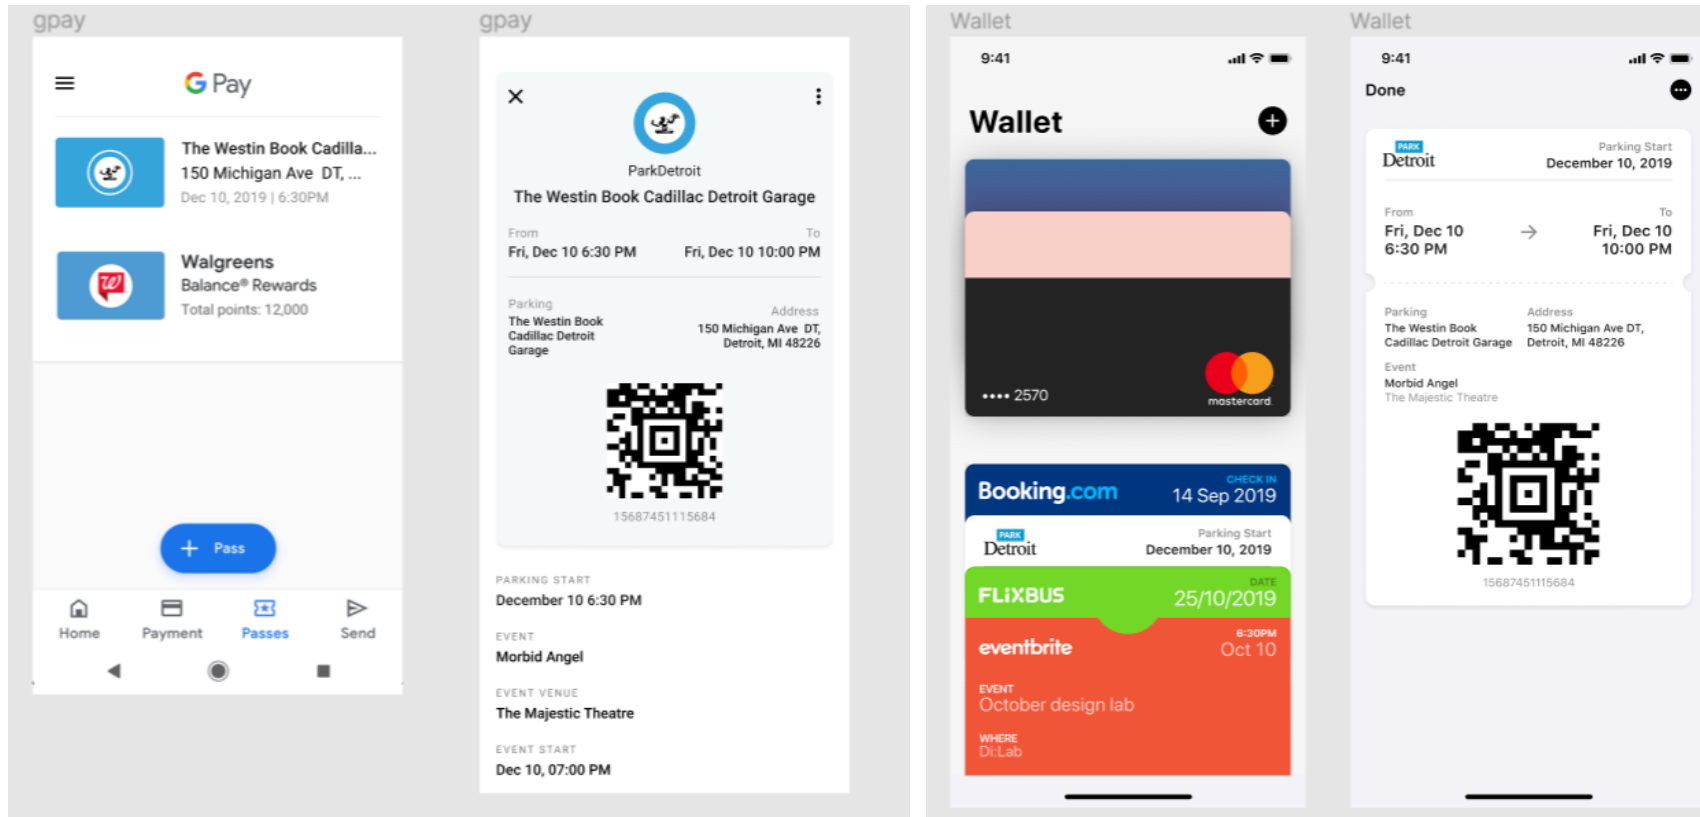 gpay
G Pay
The Westin Book Cadilla...
150 Michigan Ave DT, ...
Dec 10, 2019 | 6:30PM
Walgreens
Balance® Rewards
Total points: 12,000
+ Pass
Home Payment Passes Send
gpay
ParkDetroit
The Westin Book Cadillac Detroit Garage
From To
Fri, Dec 10 6:30 PM Fri, Dec 10 10:00 PM
Parking Address
The Westin Book
Cadillac Detroit
Garage
150 Michigan Ave DT,
Detroit, MI 48226
15687451115684
PARKING START
December 10 6:30 PM
EVENT
Morbid Angel
EVENT VENUE
The Majestic Theatre
EVENT START
Dec 10, 07:00 PM
Wallet
9:41
Wallet
•••• 2570
mastercard
Booking.com
CHECK IN
14 Sep 2019
PARK
Detroit
Parking Start
December 10, 2019
FLiXBUS
DATE
25/10/2019
eventbrite
6:30PM
Oct 10
EVENT
October design lab
WHERE
Di:Lab
Wallet
9:41
Done
PARK
Detroit
Parking Start
December 10, 2019
From To
Fri, Dec 10 → Fri, Dec 10
6:30 PM 10:00 PM
Parking Address
The Westin Book 150 Michigan Ave DT,
Cadillac Detroit Garage Detroit, MI 48226
Event
Morbid Angel
The Majestic Theatre
15687451115684